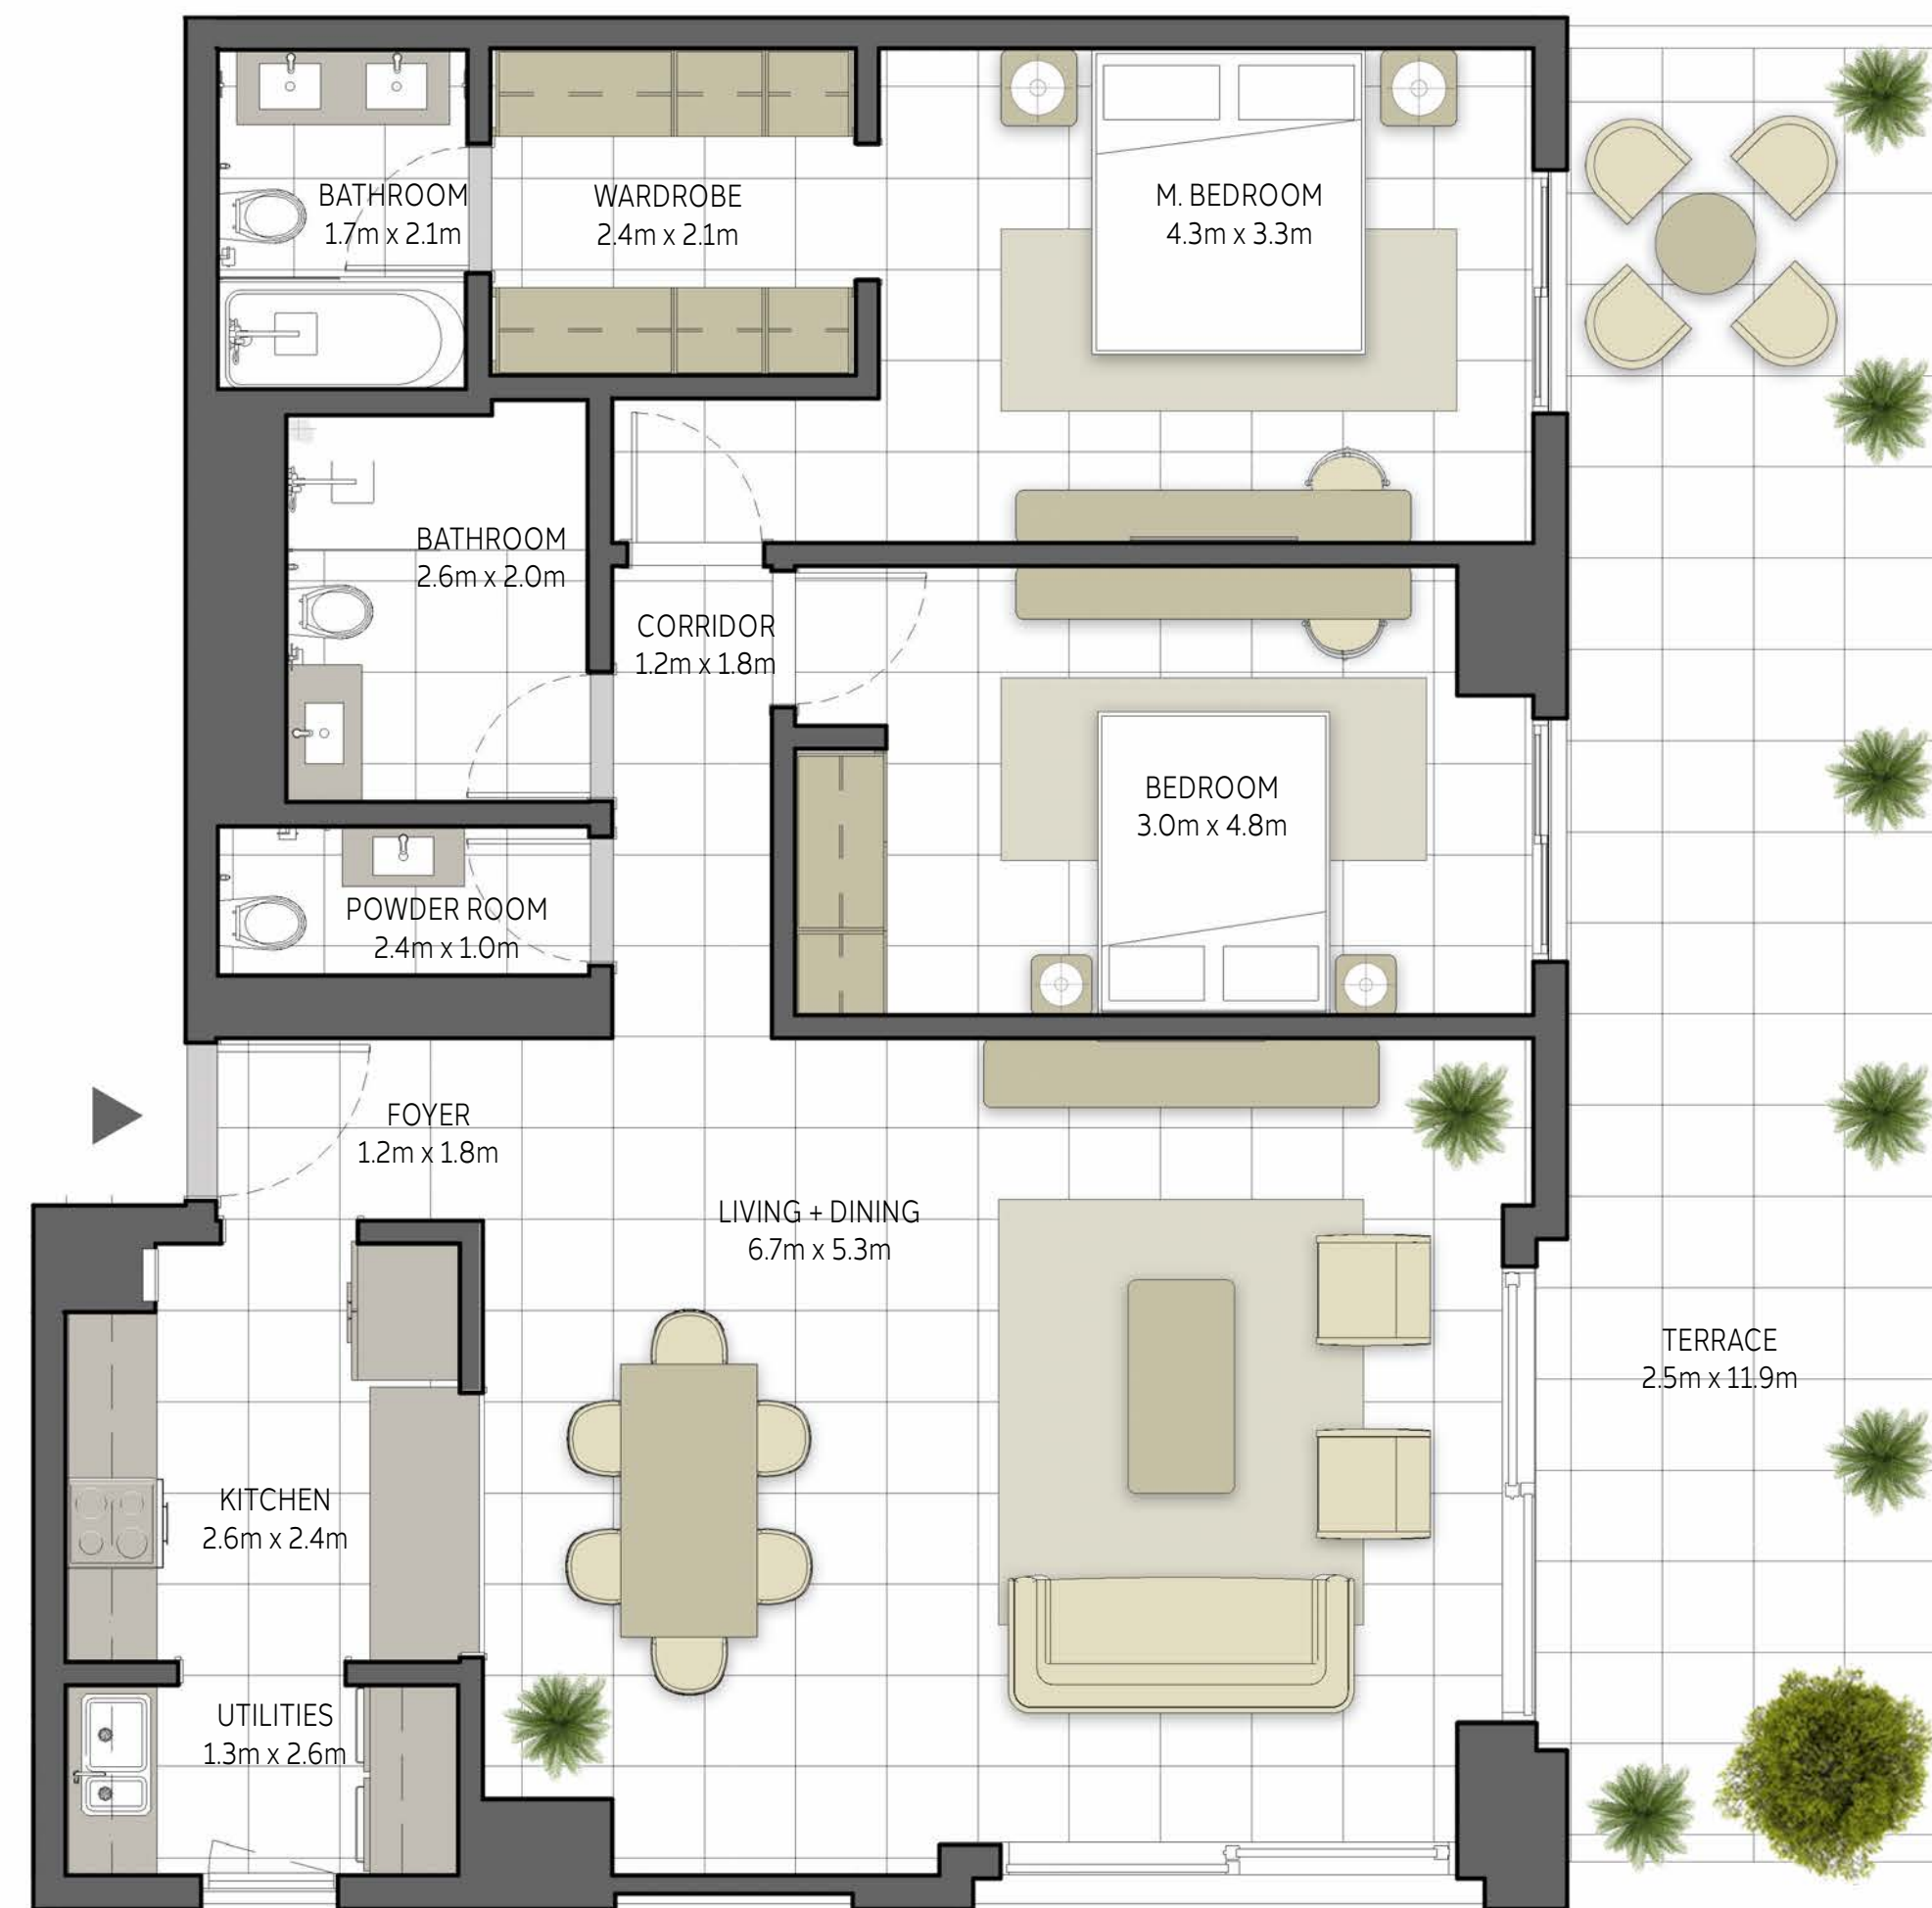 BATHROOM
1.7m x 2.1m
WARDROBE
2.4m x 2.1m
M. BEDROOM
4.3m x 3.3m
BATHROOM
2.6m x 2.0m
CORRIDOR
1.2m x 1.8m
BEDROOM
3.0m x 4.8m
POWDER ROOM
2.4m x 1.0m
FOYER
1.2m x 1.8m
LIVING + DINING
6.7m x 5.3m
TERRACE
2.5m x 11.9m
KITCHEN
2.6m x 2.4m
UTILITIES
1.3m x 2.6m